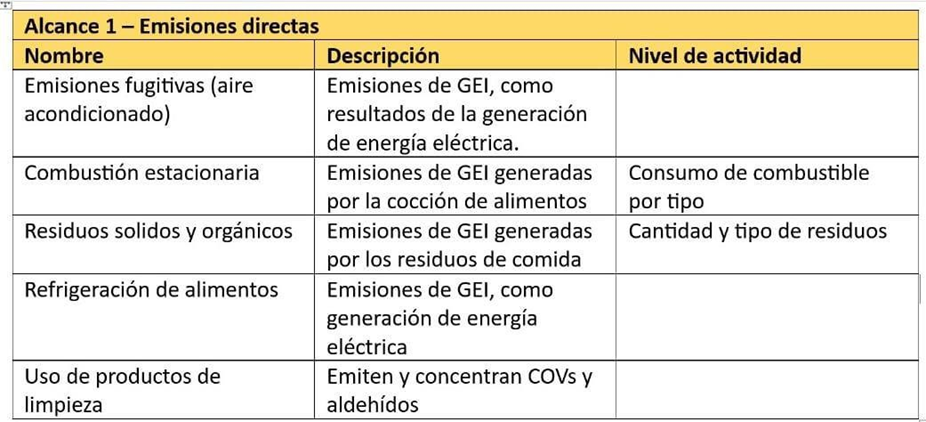 Alcance 1 – Emisiones directas
Nombre Descripción Nivel de actividad
Emisiones fugitivas (aire
acondicionado)
Emisiones de GEI, como
resultados de la generación
de energía eléctrica.
Combustión estacionaria
Emisiones de GEI generadas
por la cocción de alimentos
Consumo de combustible
por tipo
Residuos solidos y orgánicos
Emisiones de GEI generadas
por los residuos de comida
Cantidad y tipo de residuos
Refrigeración de alimentos
Emisiones de GEI, como
generación de energía
eléctrica
Uso de productos de
limpieza
Emiten y concentran COVs y
aldehídos